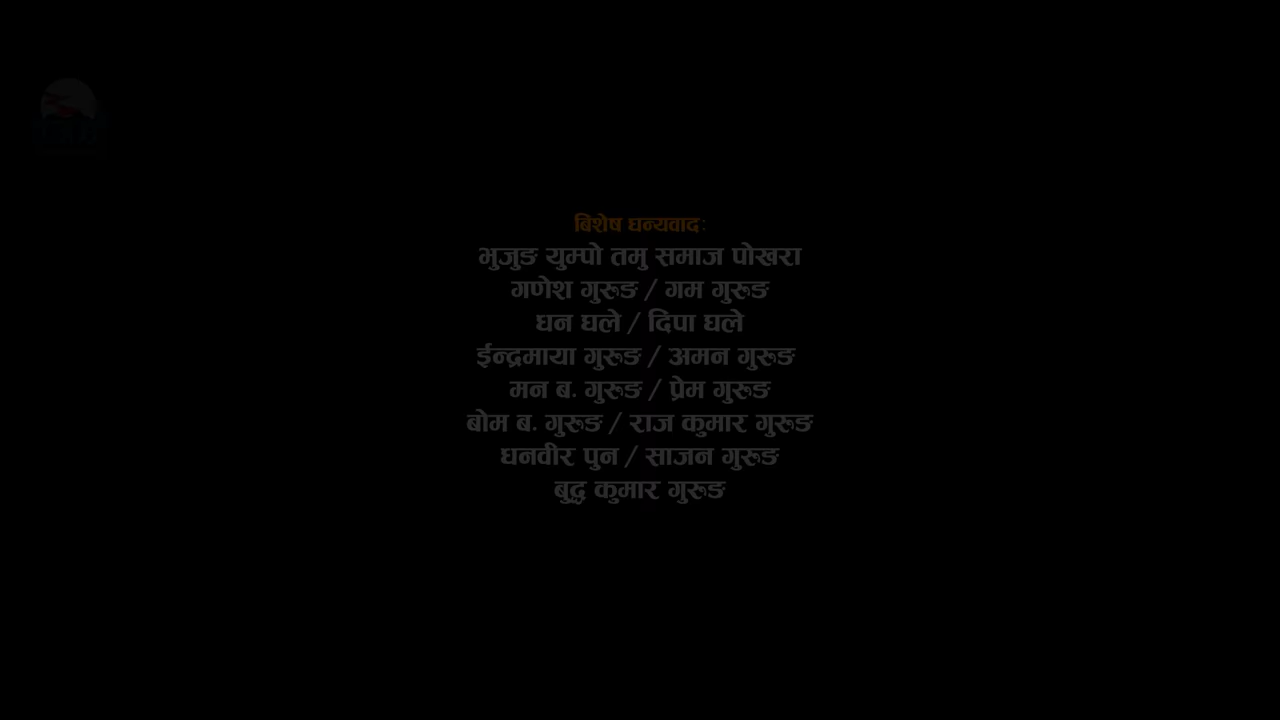 बिशेष धन्यवाद:
भुजुङ युम्पो तमु समाज पोखरा
गणेश गुरुङ / गम गुरुङ
धन घले / दिपा घले
ईन्द्रमाया गुरुङ / अमन गुरुङ
मन ब. गुरुङ / प्रेम गुरुङ
बोम ब. गुरुङ / राज कुमार गुरुङ
धनवीर पुन / साजन गुरुङ
बुद्ध कुमार गुरुङ